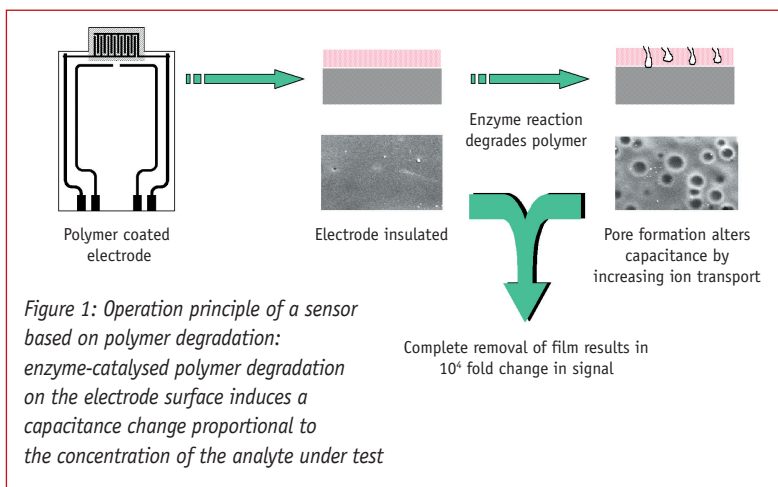 Enzyme reaction
degrades polymer
Polymer coated
electrode
Electrode insulated
Pore formation alters
capacitance by
increasing ion transport
Figure 1: Operation principle of a sensor
based on polymer degradation:
enzyme-catalysed polymer degradation
on the electrode surface induces a
capacitance change proportional to
the concentration of the analyte under test
Complete removal of film results in
10⁴ fold change in signal